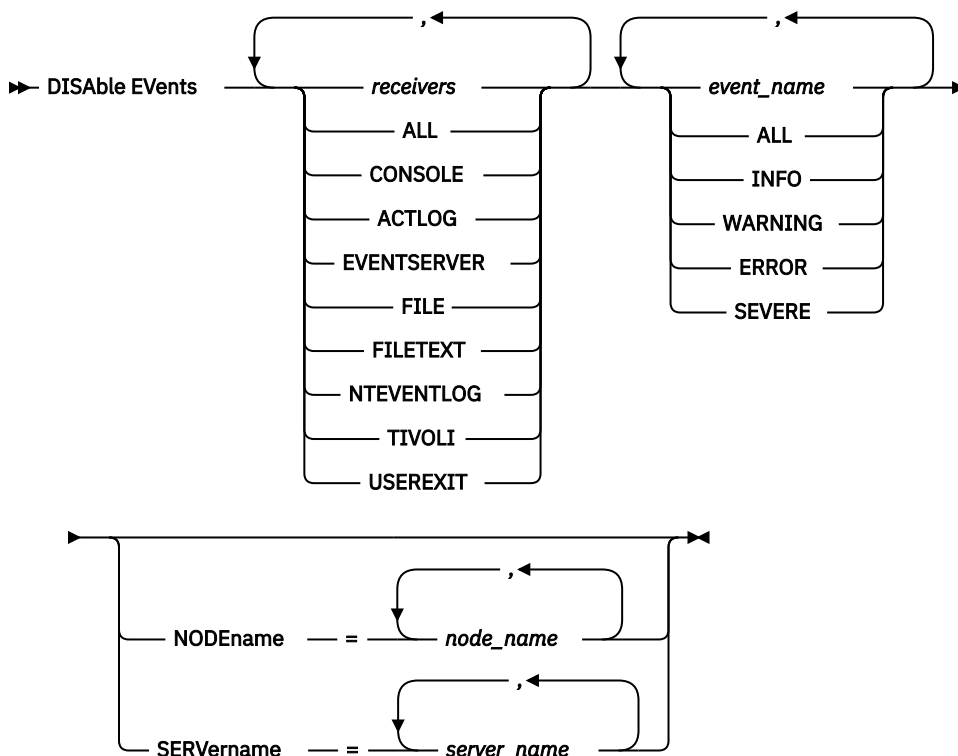 , ,
DISAble EVents receivers event_name
ALL ALL
CONSOLE INFO
ACTLOG WARNING
EVENTSERVER ERROR
FILE SEVERE
FILETEXT
NTEVENTLOG
TIVOLI
USEREXIT
,
NODEname = node_name
,
SERVername = server_name